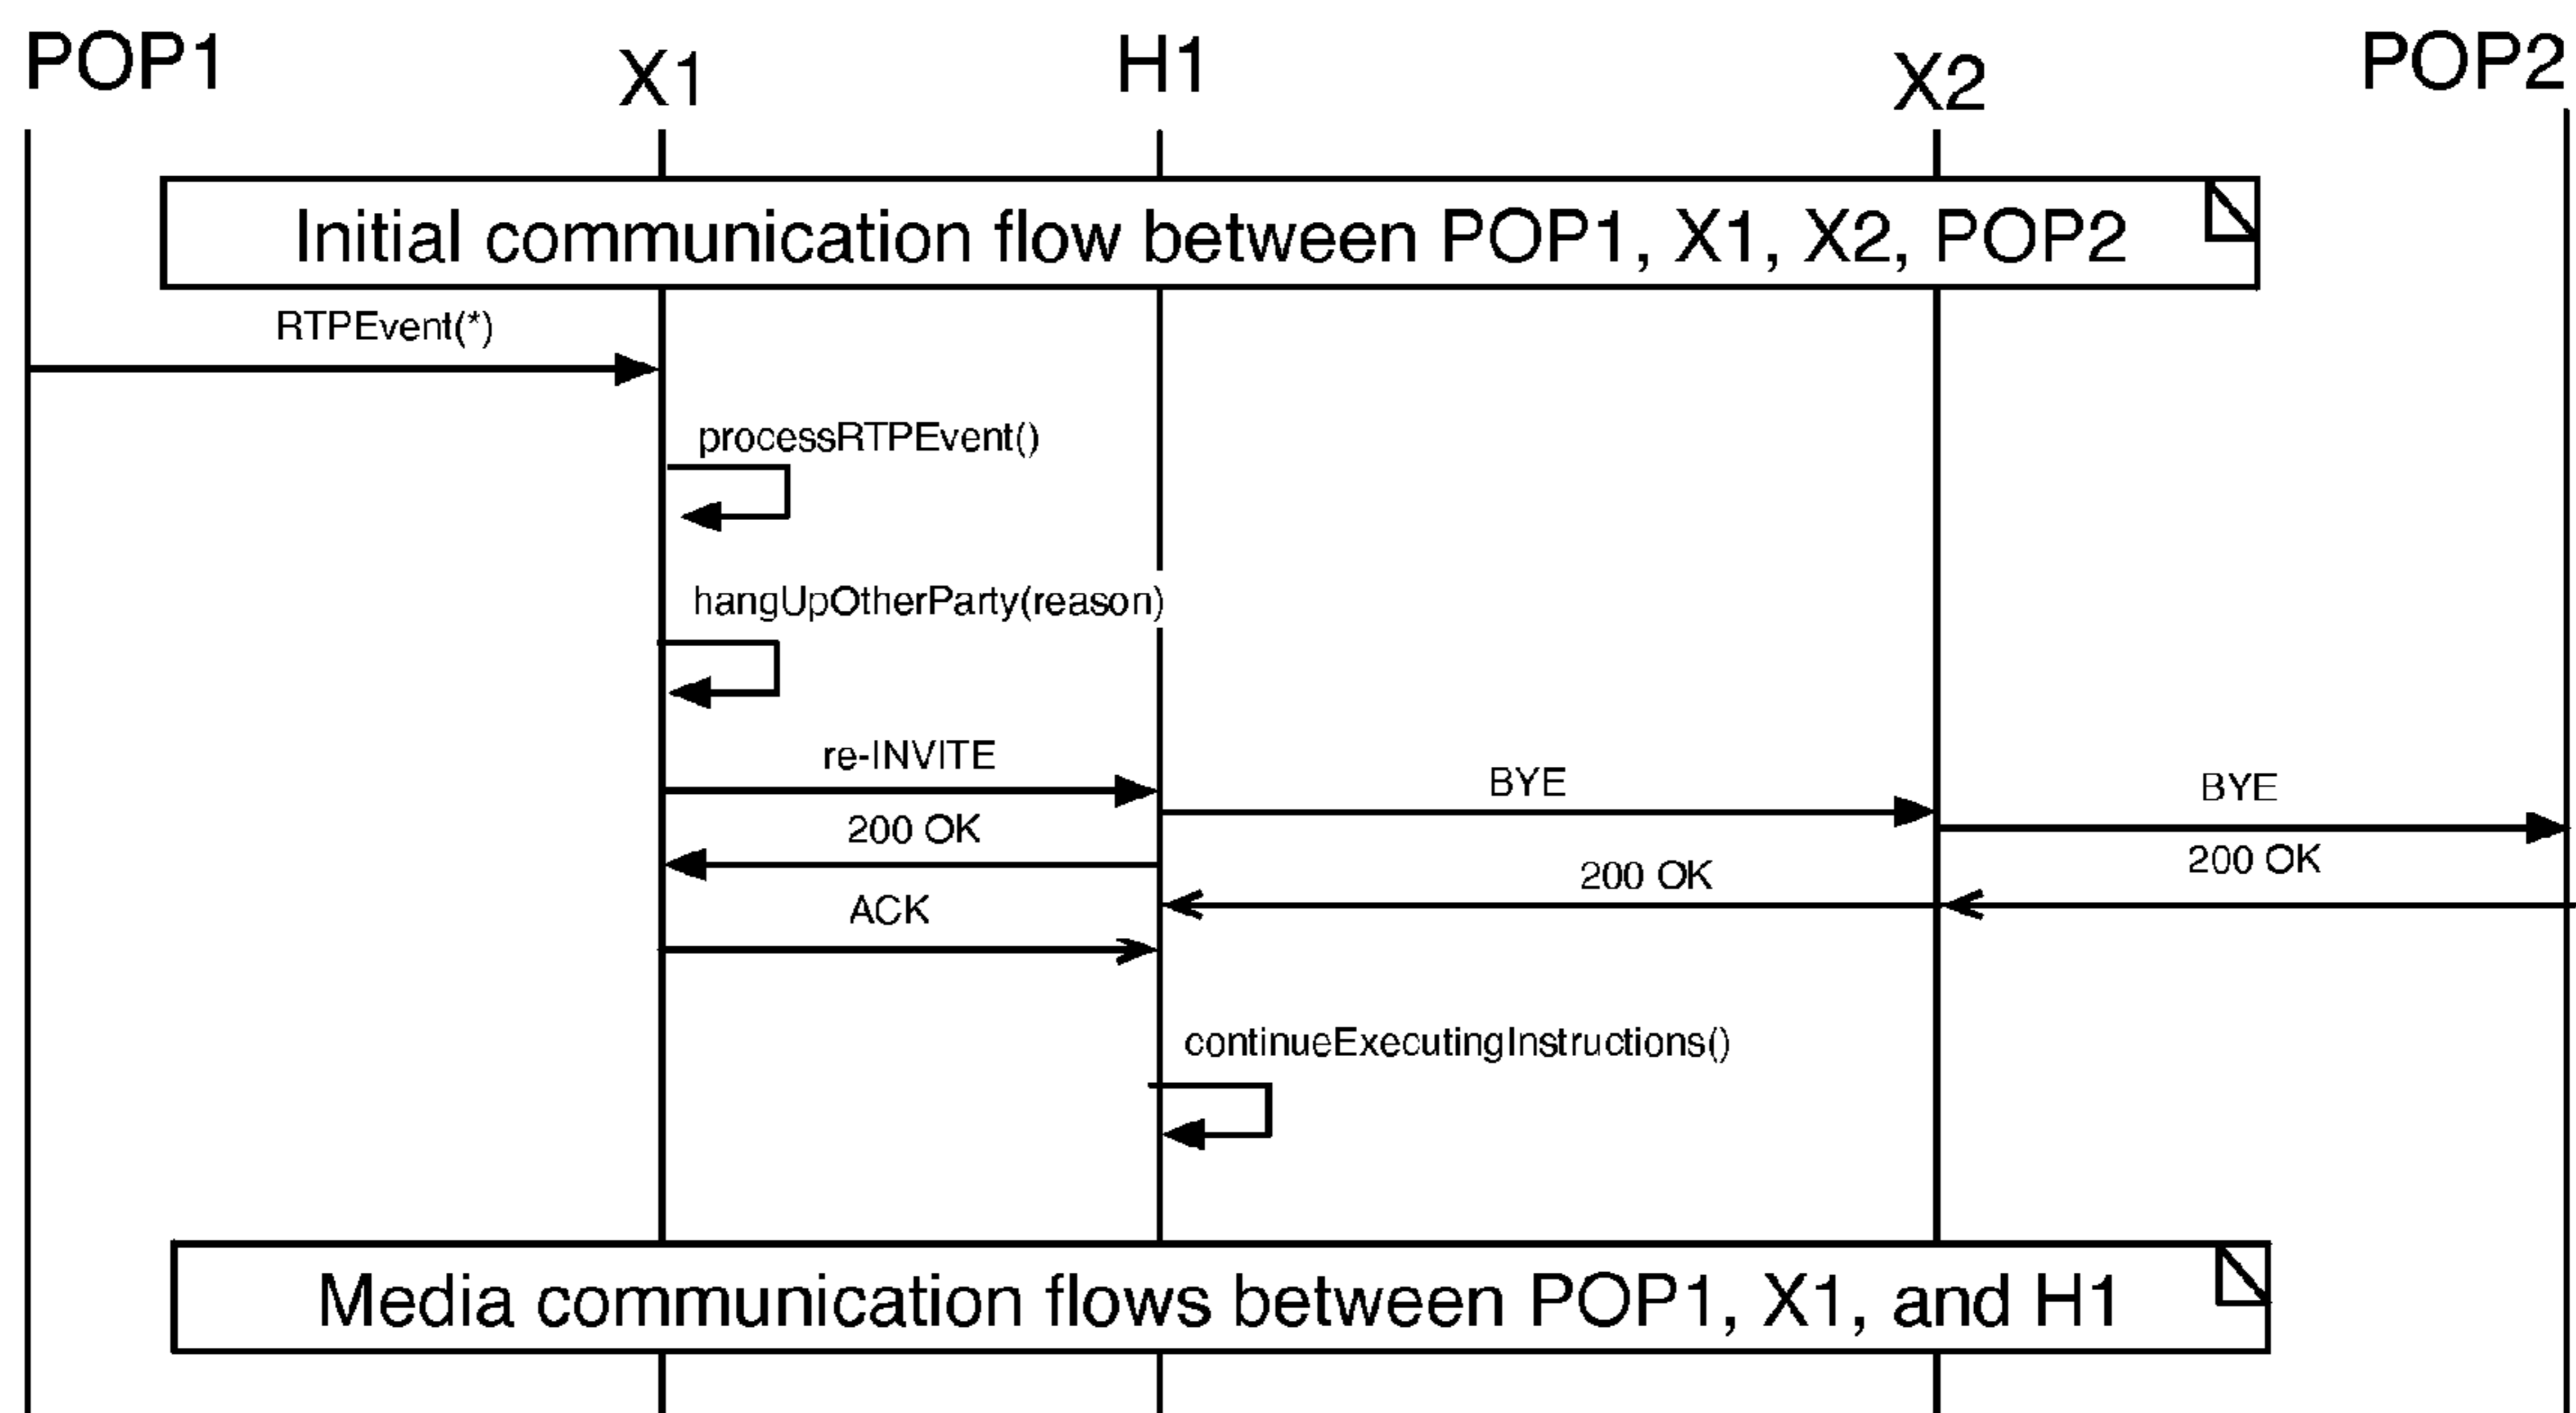 POP1
X1
H1
X2
POP2
Initial communication flow between POP1, X1, X2, POP2
RTPEvent(*)
processRTPEvent()
hangUpOtherParty(reason)
re-INVITE
BYE
BYE
200 OK
200 OK
200 OK
ACK
continueExecutingInstructions()
Media communication flows between POP1, X1, and H1